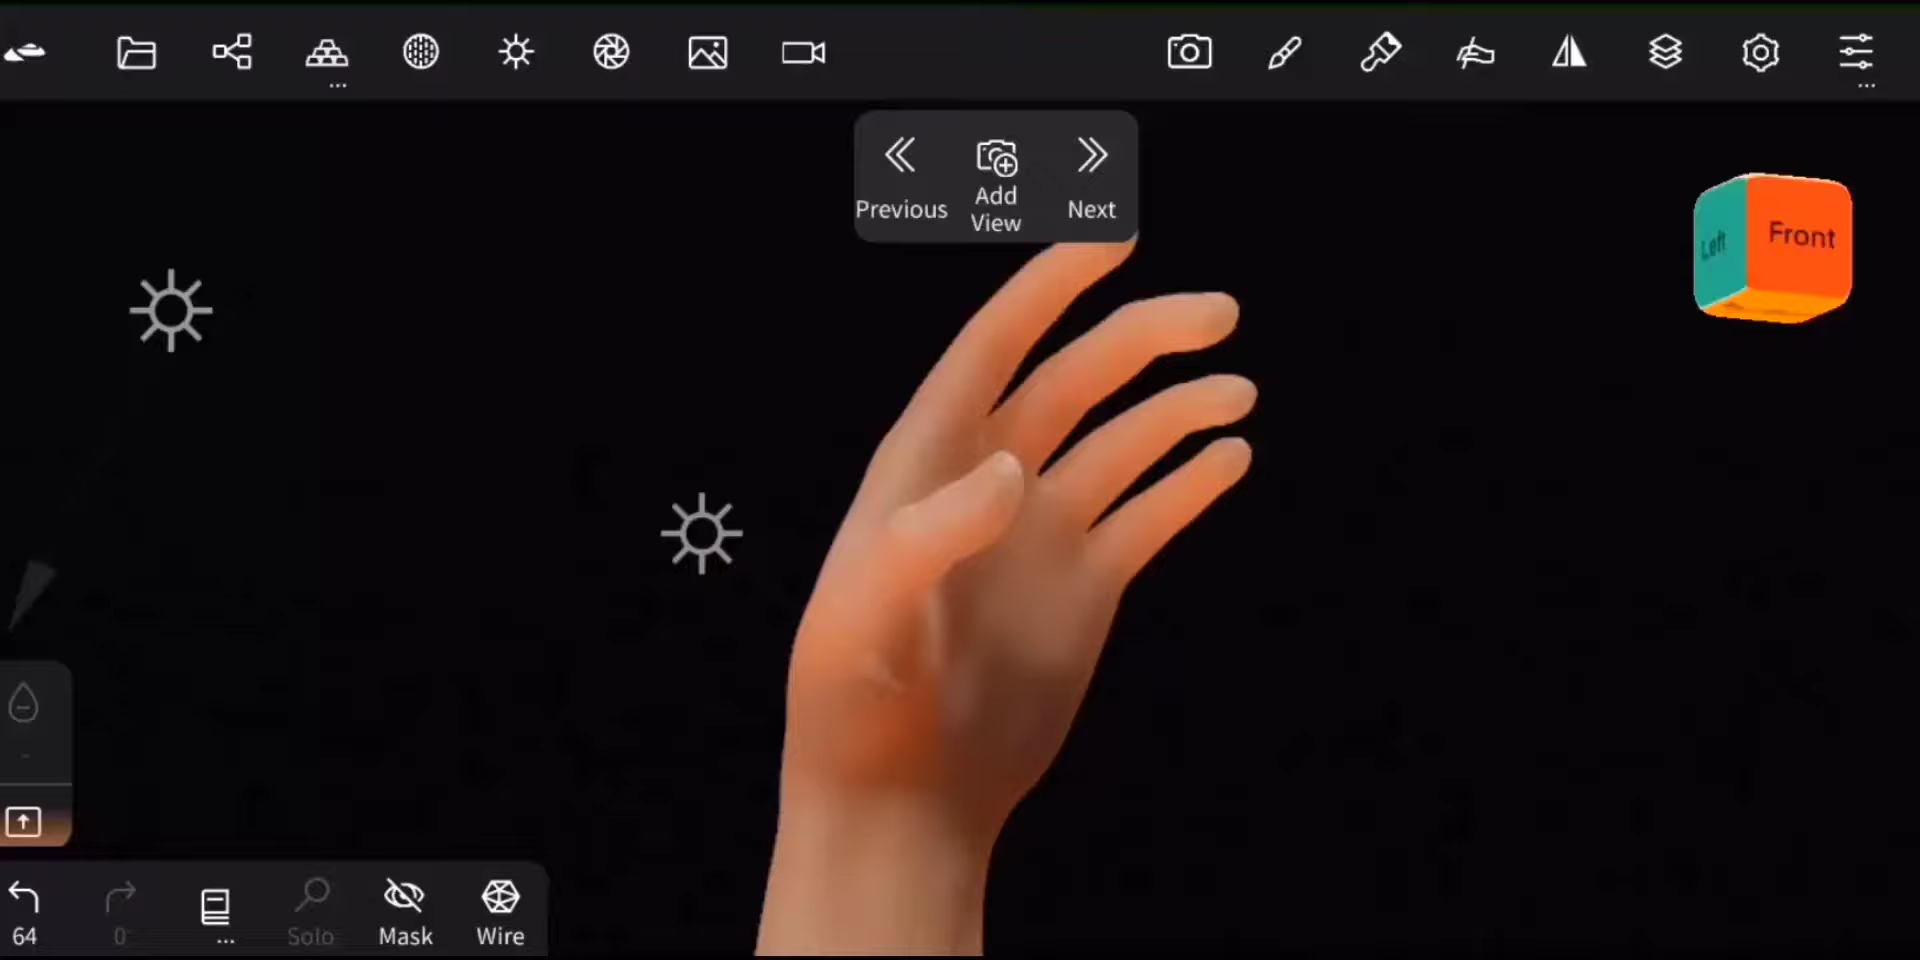 Previous
Add
View
Next
Left
Front
64
0
Solo
Mask
Wire